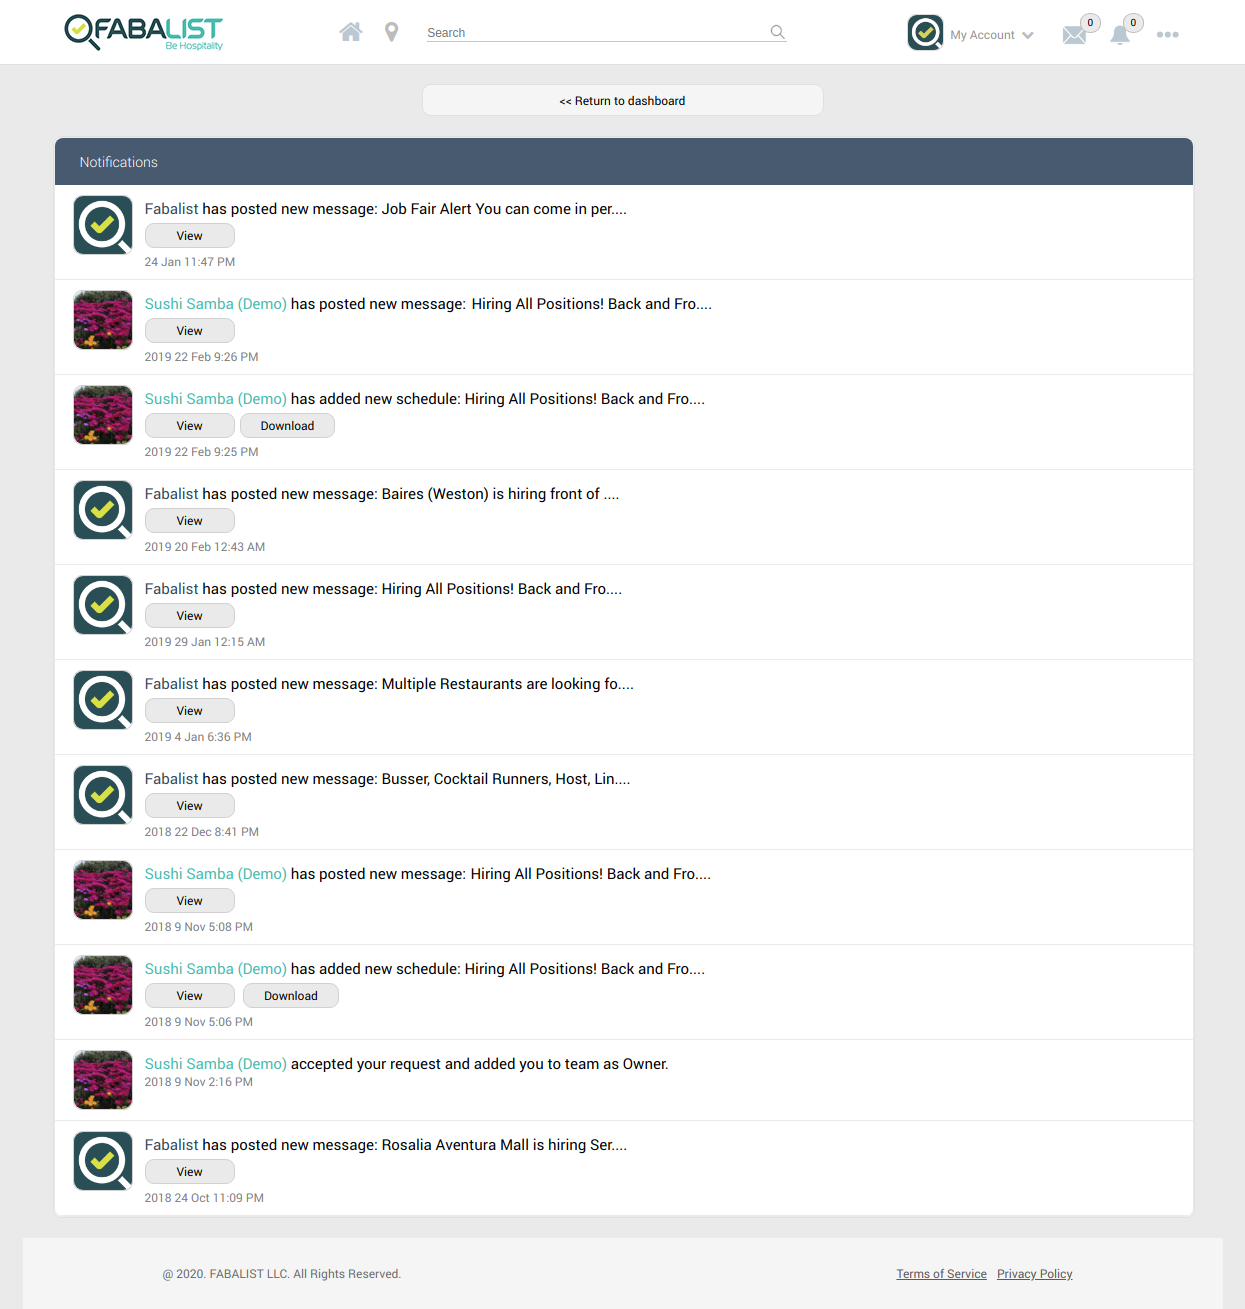 FABALIST
Be Hospitality
Search
My Account
0
0
<< Return to dashboard
Notifications
Fabalist has posted new message: Job Fair Alert You can come in per....
View
24 Jan 11:47 PM
Sushi Samba (Demo) has posted new message: Hiring All Positions! Back and Fro....
View
2019 22 Feb 9:26 PM
Sushi Samba (Demo) has added new schedule: Hiring All Positions! Back and Fro....
View Download
2019 22 Feb 9:25 PM
Fabalist has posted new message: Baires (Weston) is hiring front of ....
View
2019 20 Feb 12:43 AM
Fabalist has posted new message: Hiring All Positions! Back and Fro....
View
2019 29 Jan 12:15 AM
Fabalist has posted new message: Multiple Restaurants are looking fo....
View
2019 4 Jan 6:36 PM
Fabalist has posted new message: Busser, Cocktail Runners, Host, Lin....
View
2018 22 Dec 8:41 PM
Sushi Samba (Demo) has posted new message: Hiring All Positions! Back and Fro....
View
2018 9 Nov 5:08 PM
Sushi Samba (Demo) has added new schedule: Hiring All Positions! Back and Fro....
View Download
2018 9 Nov 5:06 PM
Sushi Samba (Demo) accepted your request and added you to team as Owner.
2018 9 Nov 2:16 PM
Fabalist has posted new message: Rosalia Aventura Mall is hiring Ser....
View
2018 24 Oct 11:09 PM
@ 2020. FABALIST LLC. All Rights Reserved.
Terms of Service Privacy Policy